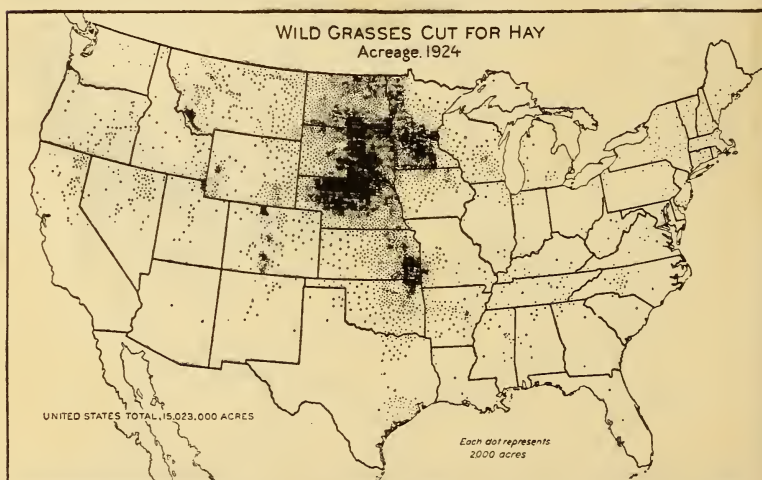 WILD GRASSES CUT FOR HAY
Acreage, 1924
UNITED STATES TOTAL, 15,023,000 ACRES
Each dot represents
2000 acres